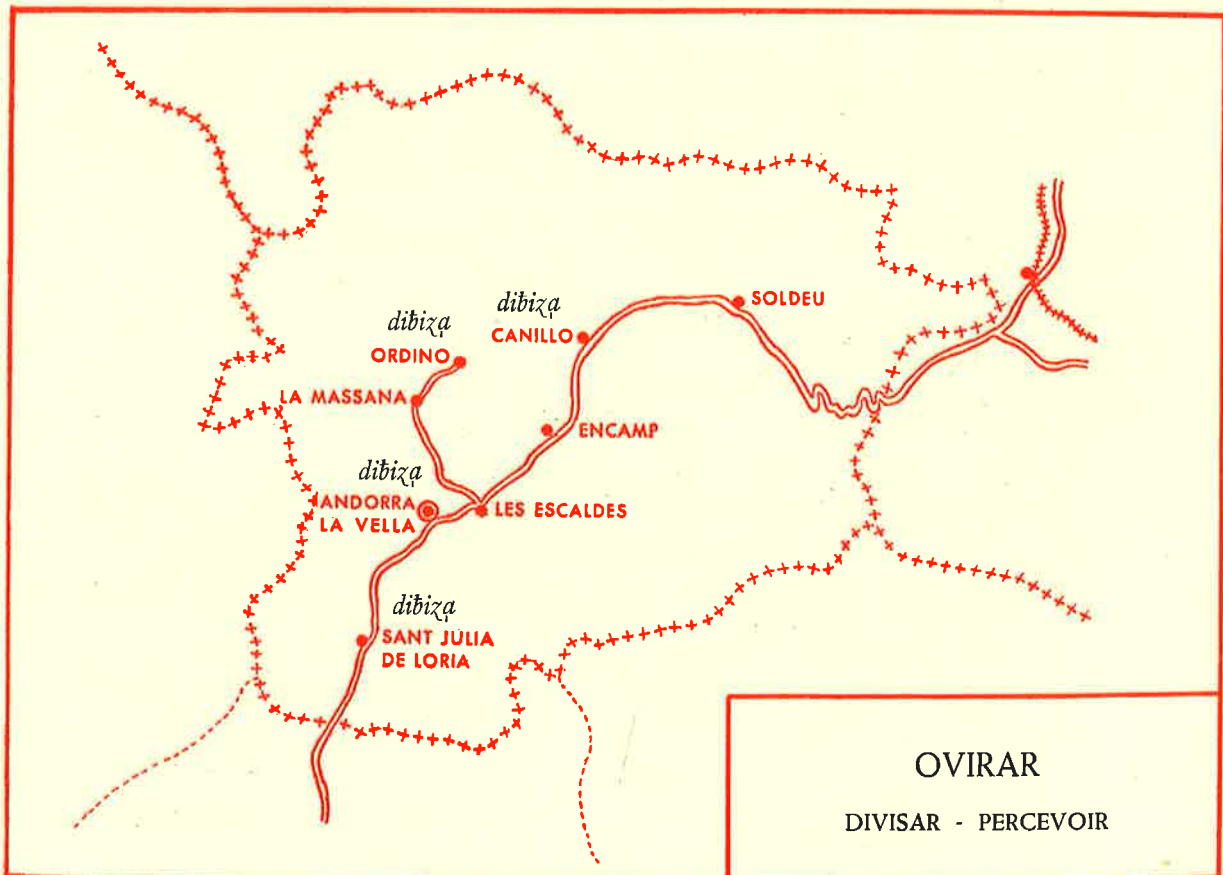 dibiza̩
ORDINO
dibiza̩
CANILLO
SOLDEU
LA MASSANA
ENCAMP
dibiza̩
ANDORRA
LA VELLA
LES ESCALDES
dibiza̩
SANT JULIA
DE LORIA
OVIRAR
DIVISAR - PERCEVOIR